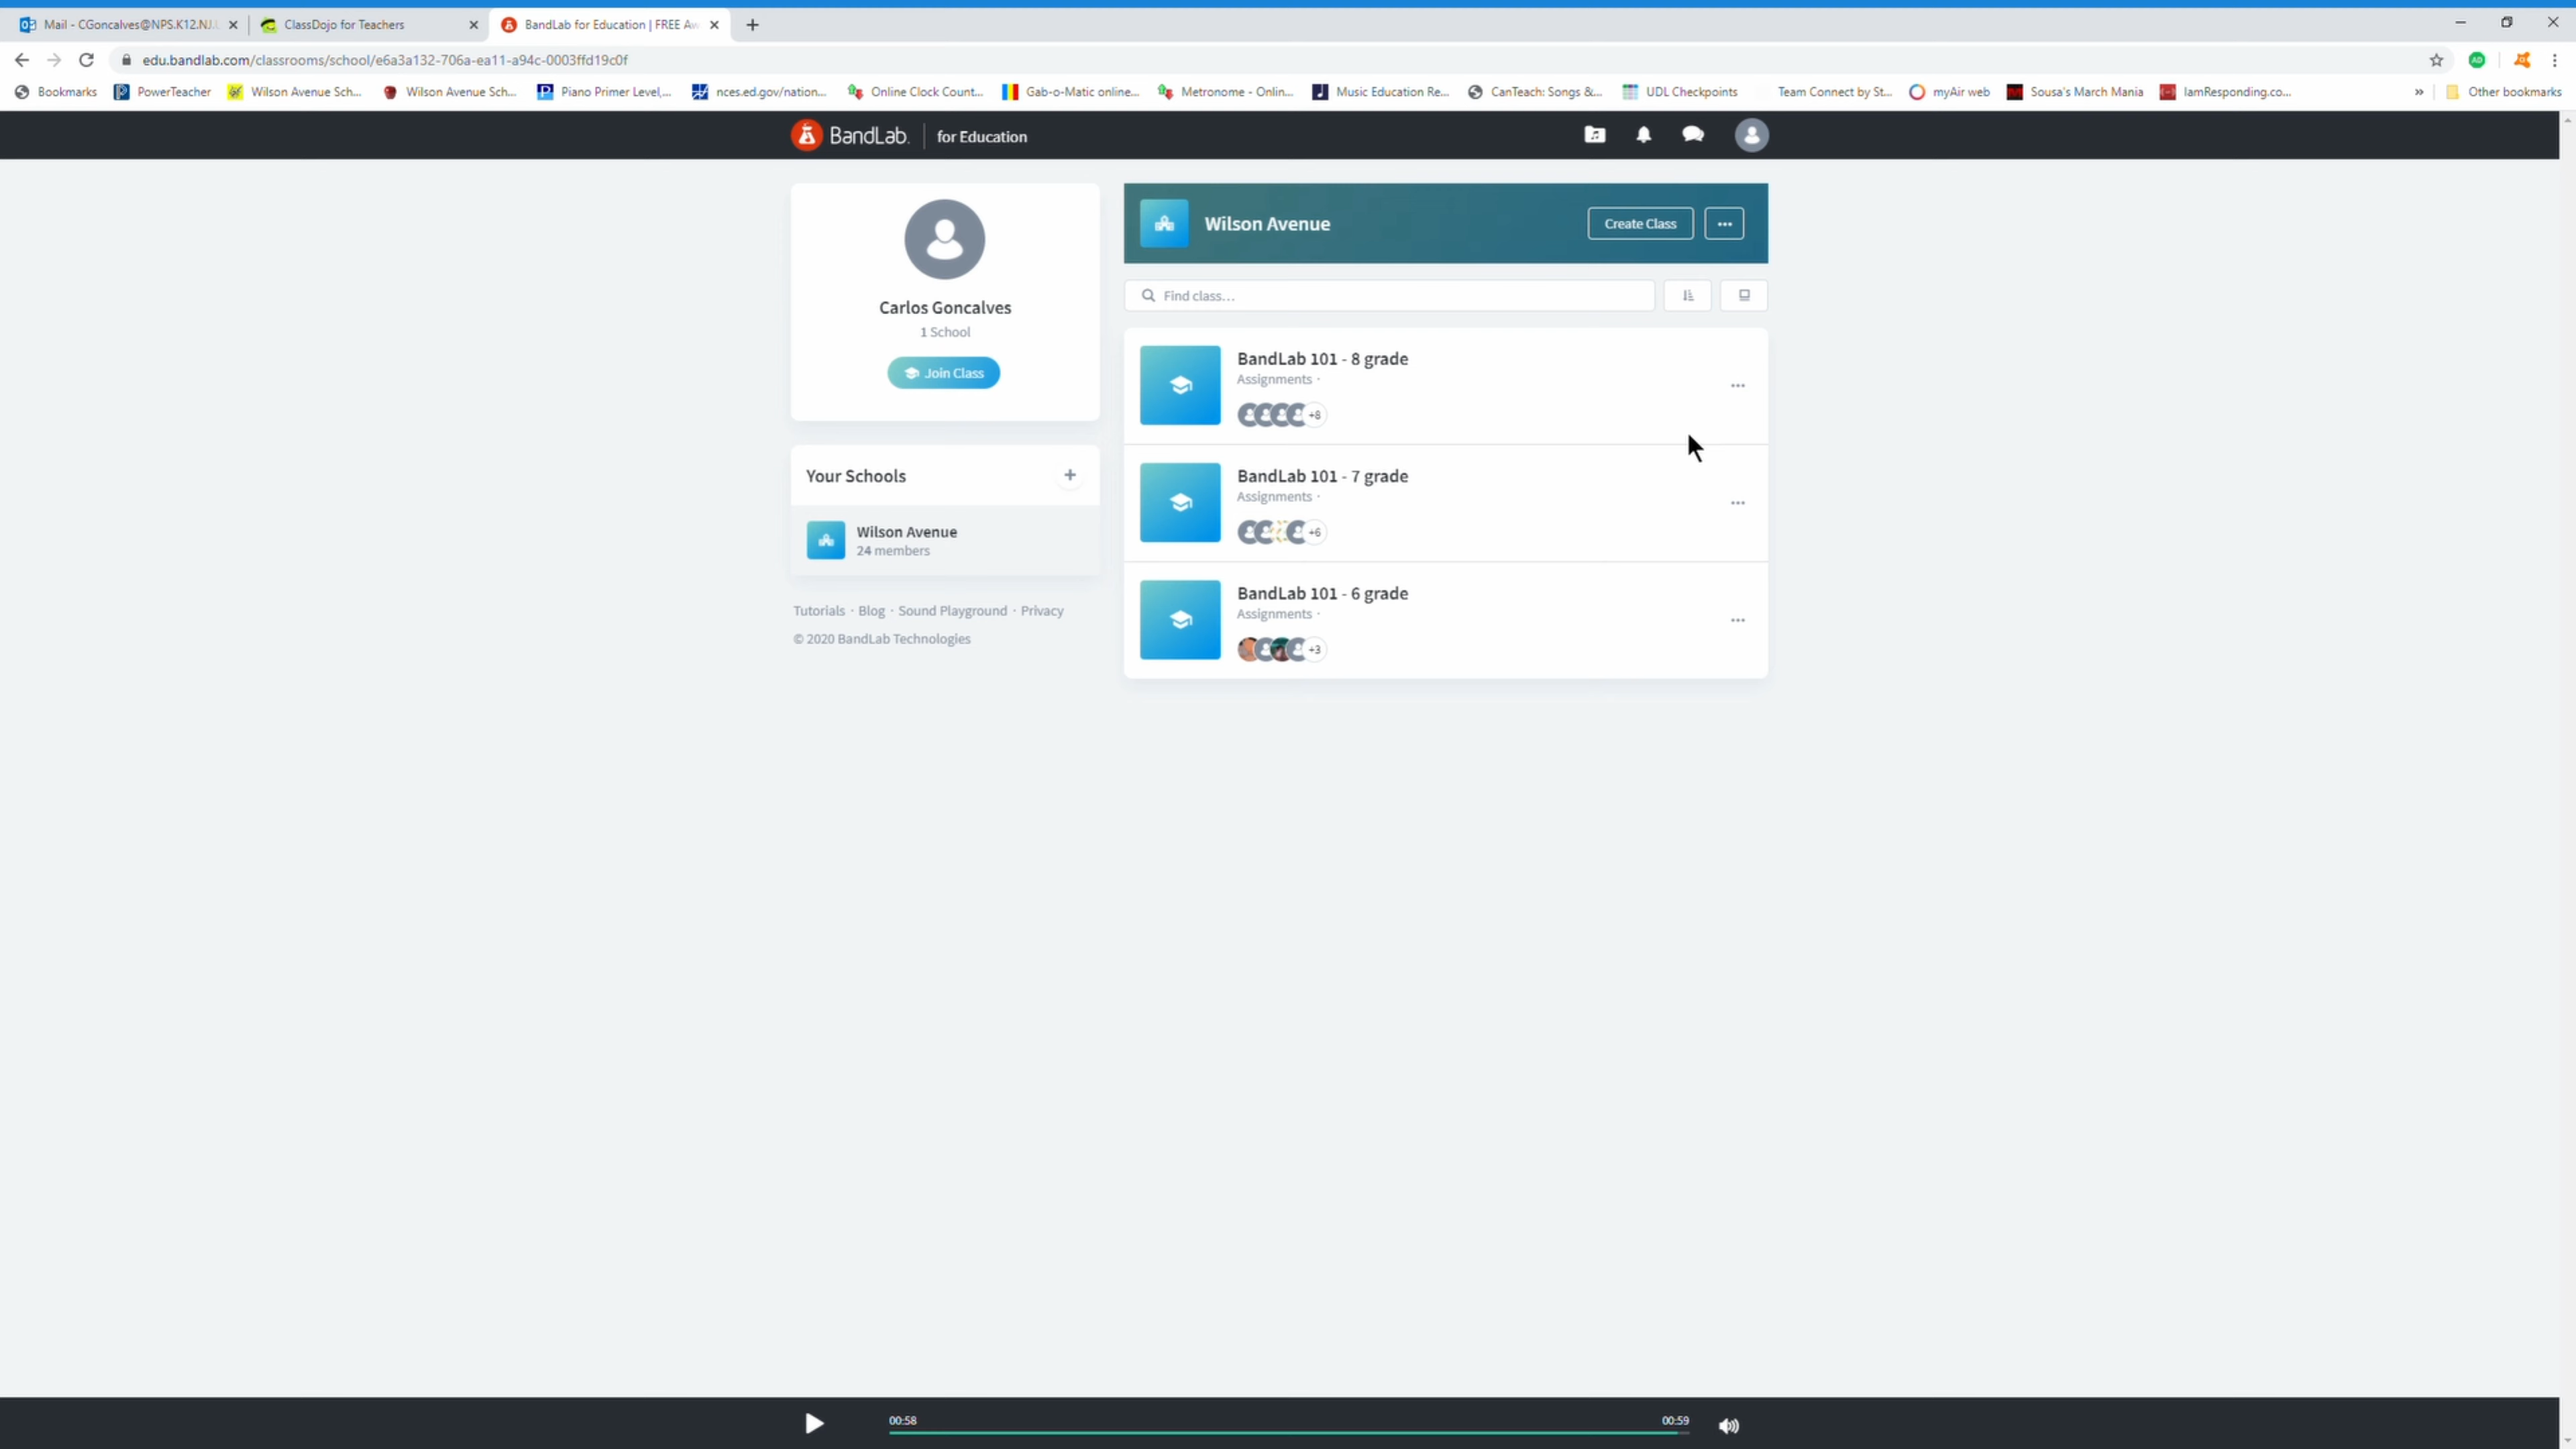 Mail - CGoncalves@NPS.K12.NJ.
ClassDojo for Teachers
BandLab for Education | FREE Aw
edu.bandlab.com/classrooms/school/e6a3a132-706a-ea11-a94c-0003ffd19c0f
Bookmarks
PowerTeacher
Wilson Avenue Sch...
Wilson Avenue Sch...
Piano Primer Level,...
nces.ed.gov/nation...
Online Clock Count...
Gab-o-Matic online...
Metronome - Onlin...
Music Education Re...
CanTeach: Songs &...
UDL Checkpoints
Team Connect by St...
myAir web
Sousa's March Mania
IamResponding.co...
»
Other bookmarks
BandLab. for Education
Carlos Goncalves
1 School
Join Class
Your Schools
+
Wilson Avenue
24 members
Tutorials · Blog · Sound Playground · Privacy
© 2020 BandLab Technologies
Wilson Avenue
Create Class
Find class...
BandLab 101 - 8 grade
Assignments ·
+8
BandLab 101 - 7 grade
Assignments ·
+6
BandLab 101 - 6 grade
Assignments ·
+3
00:58
00:59